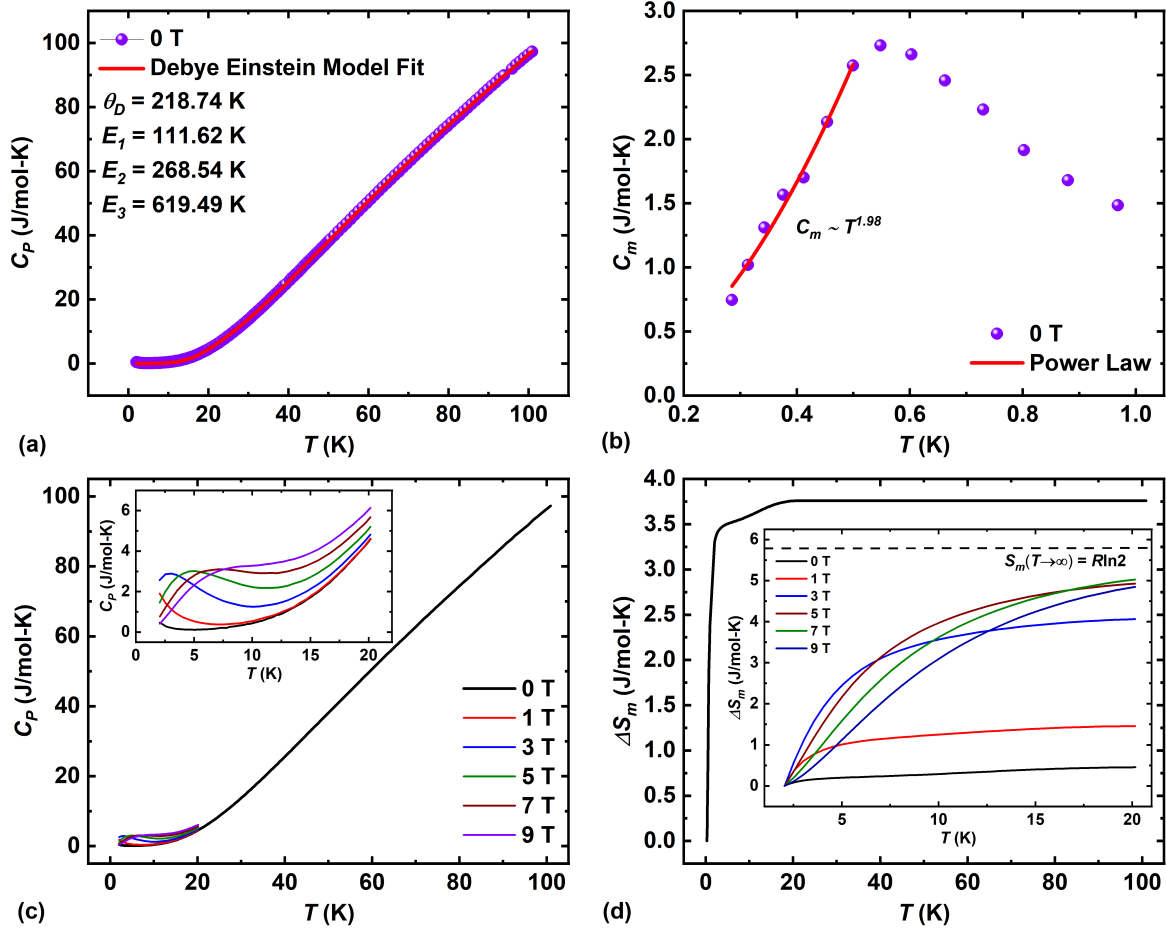 0 T
Debye Einstein Model Fit
θD = 218.74 K
E1 = 111.62 K
E2 = 268.54 K
E3 = 619.49 K
100
80
60
40
20
0
CP (J/mol-K)
0 20 40 60 80 100
T (K)
(a)
3.0
2.5
2.0
1.5
1.0
0.5
0.0
Cm (J/mol-K)
Cm ~ T1.98
0 T
Power Law
0.2 0.4 0.6 0.8 1.0
T (K)
(b)
100
80
60
40
20
0
CP (J/mol-K)
6
4
2
0
CP (J/mol-K)
0 5 10 15 20
T (K)
0 T
1 T
3 T
5 T
7 T
9 T
0 20 40 60 80 100
T (K)
(c)
4.0
3.5
3.0
2.5
2.0
1.5
1.0
0.5
0.0
ΔSm (J/mol-K)
6
5
4
3
2
1
0
ΔSm (J/mol-K)
Sm(T→∞) = Rln2
0 T
1 T
3 T
5 T
7 T
9 T
5 10 15 20
T (K)
0 20 40 60 80 100
T (K)
(d)